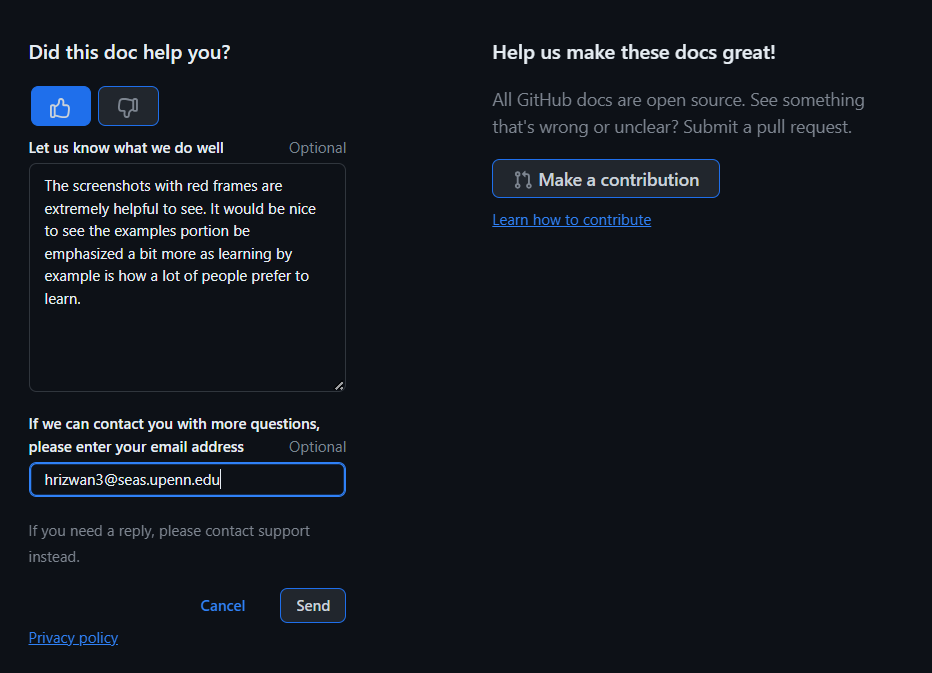 Did this doc help you?
Let us know what we do well
Optional
The screenshots with red frames are
extremely helpful to see. It would be nice
to see the examples portion be
emphasized a bit more as learning by
example is how a lot of people prefer to
learn.
If we can contact you with more questions,
please enter your email address
Optional
hrizwan3@seas.upenn.edu
If you need a reply, please contact support
instead.
Cancel
Send
Privacy policy
Help us make these docs great!
All GitHub docs are open source. See something
that's wrong or unclear? Submit a pull request.
Make a contribution
Learn how to contribute